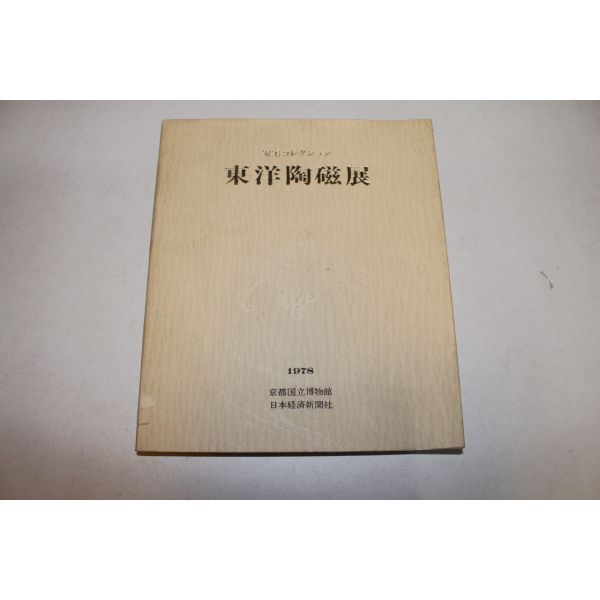 安宅コレクション
東洋陶磁展
1978
京都国立博物館
日本経済新聞社